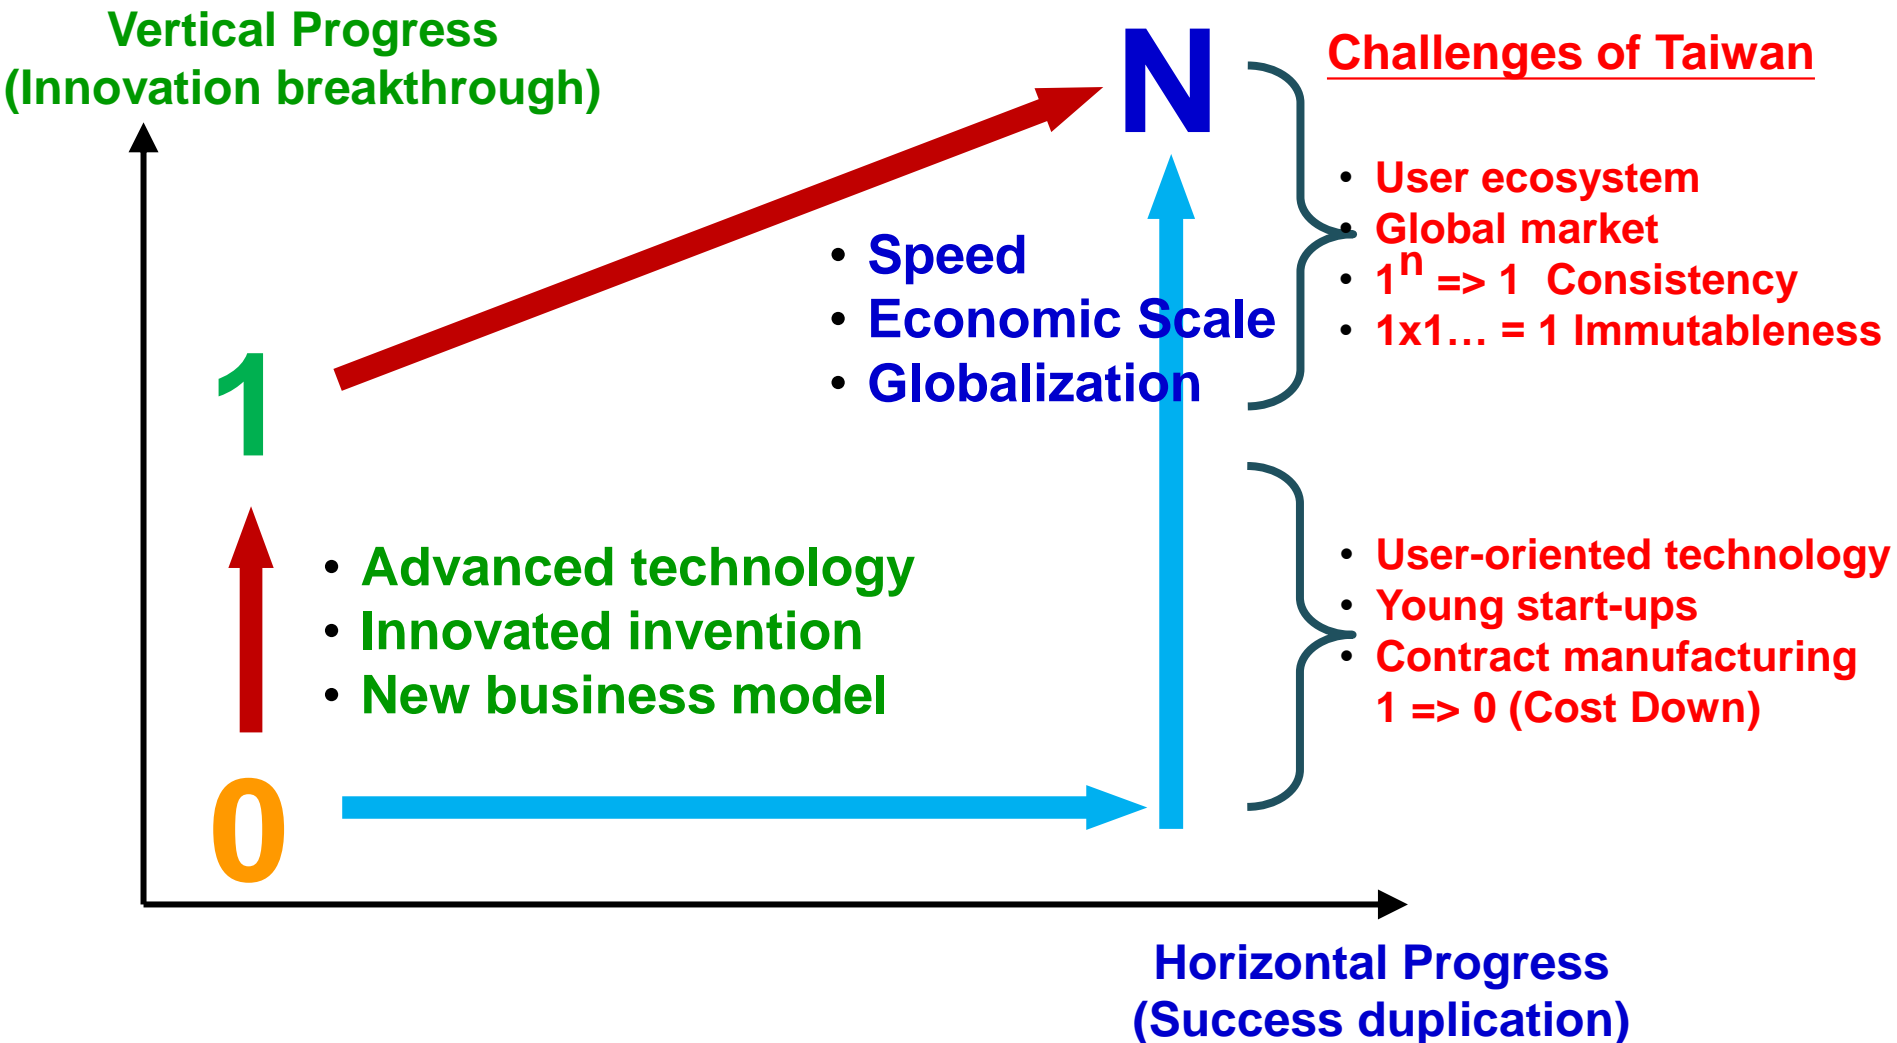 Vertical Progress
(Innovation breakthrough)
N
Challenges of Taiwan
• User ecosystem
• Global market
• 1ⁿ => 1 Consistency
• 1x1… = 1 Immutableness
• Speed
• Economic Scale
• Globalization
1
• Advanced technology
• Innovated invention
• New business model
• User-oriented technology
• Young start-ups
• Contract manufacturing
1 => 0 (Cost Down)
0
Horizontal Progress
(Success duplication)